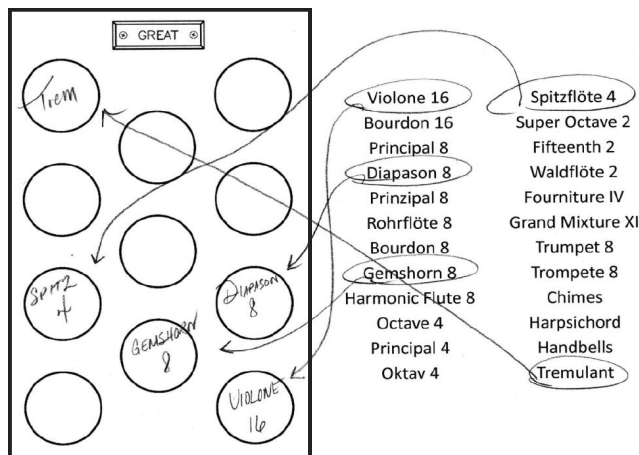 GREAT
Trem
SPITZ
4
GEMSHORN
8
DIAPASON
8
VIOLONE
16
Violone 16
Bourdon 16
Principal 8
Diapason 8
Prinzipal 8
Rohrflöte 8
Bourdon 8
Gemshorn 8
Harmonic Flute 8
Octave 4
Principal 4
Oktav 4
Spitzflöte 4
Super Octave 2
Fifteenth 2
Waldflöte 2
Fourniture IV
Grand Mixture XI
Trumpet 8
Trompete 8
Chimes
Harpsichord
Handbells
Tremulant